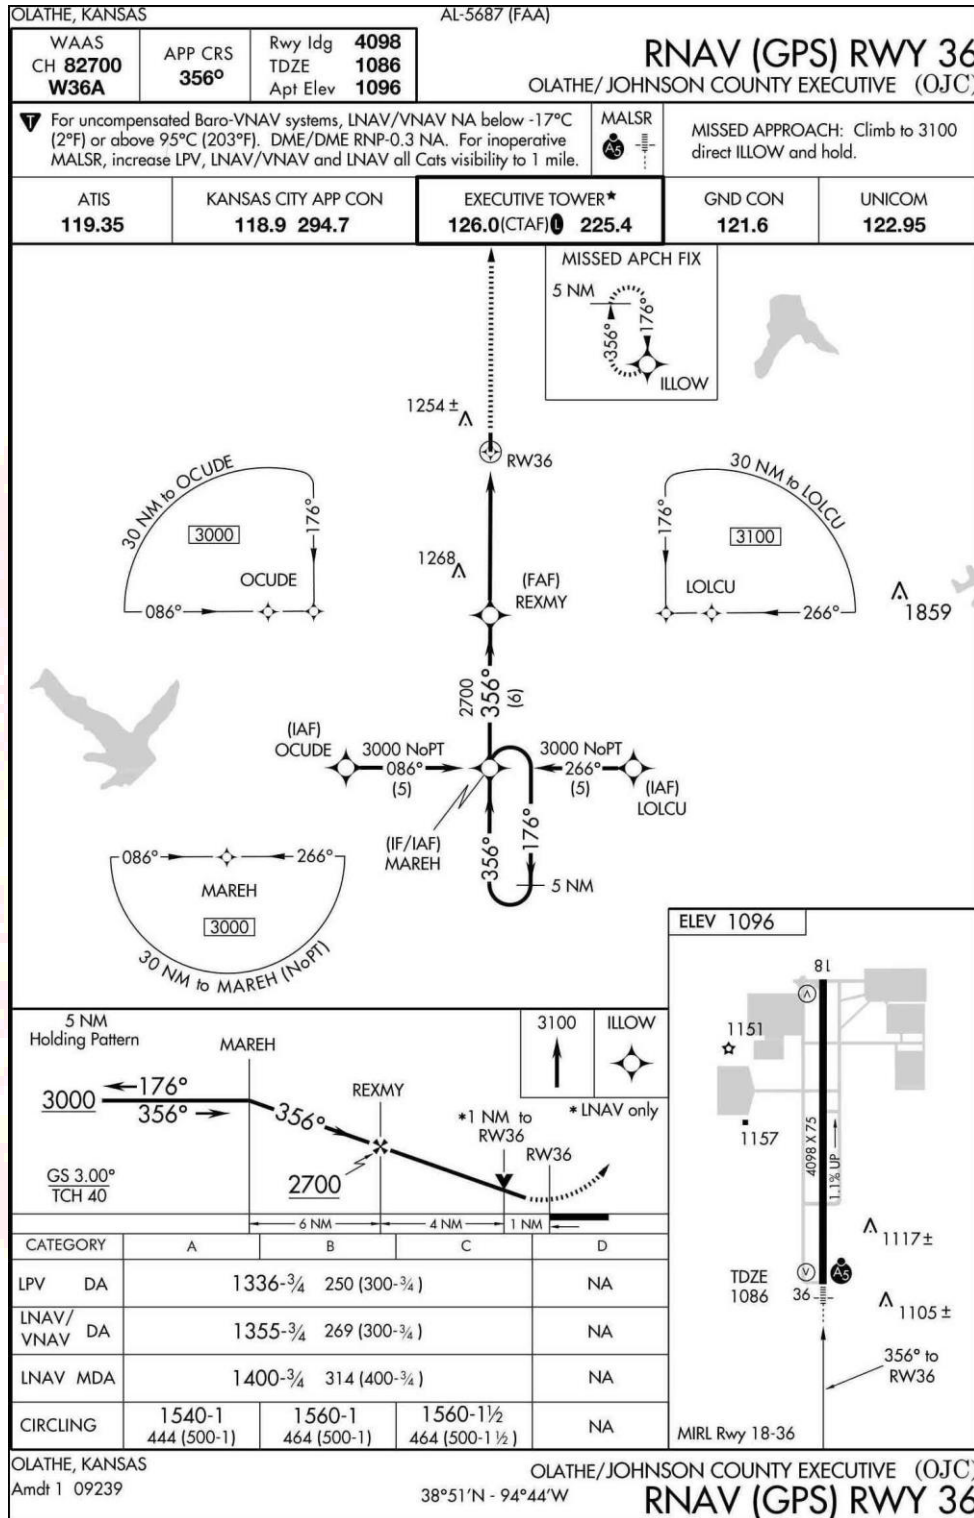 OLATHE, KANSAS
AL-5687 (FAA)
WAAS
CH 82700
W36A
APP CRS
356°
Rwy ldg 4098
TDZE 1086
Apt Elev 1096
RNAV (GPS) RWY 36
OLATHE/JOHNSON COUNTY EXECUTIVE (OJC)
T
For uncompensated Baro-VNAV systems, LNAV/VNAV NA below -17°C
(2°F) or above 95°C (203°F). DME/DME RNP-0.3 NA. For inoperative
MALSR, increase LPV, LNAV/VNAV and LNAV all Cats visibility to 1 mile.
MALSR
A5
MISSED APPROACH: Climb to 3100
direct ILLOW and hold.
ATIS
119.35
KANSAS CITY APP CON
118.9 294.7
EXECUTIVE TOWER★
126.0(CTAF) L 225.4
GND CON
121.6
UNICOM
122.95
MISSED APCH FIX
5 NM
356°
176°
ILLOW
1254 ±
RW36
30 NM to OCUDE
3000
176°
OCUDE
086°
1268
(FAF)
REXMY
30 NM to LOLCU
176°
3100
LOLCU
266°
1859
2700
356°
(6)
(IAF)
OCUDE
3000 NoPT
086°
(5)
3000 NoPT
266°
(5)
(IAF)
LOLCU
(IF/IAF)
MAREH
356°
176°
5 NM
086°
266°
MAREH
3000
30 NM to MAREH (NoPT)
ELEV 1096
18
V
1151
1157
4098 X 75
1.1% UP
1117 ±
TDZE
1086
V
A5
36
1105 ±
356° to
RW36
MIRL Rwy 18-36
5 NM
Holding Pattern
MAREH
REXMY
3100
ILLOW
3000
176°
356°
356°
*1 NM to
RW36
* LNAV only
RW36
GS 3.00°
TCH 40
2700
6 NM
4 NM
1 NM
CATEGORY A B C D
LPV DA 1336-¾ 250 (300-¾) NA
LNAV/
VNAV DA 1355-¾ 269 (300-¾) NA
LNAV MDA 1400-¾ 314 (400-¾) NA
CIRCLING 1540-1 1560-1 1560-1½ NA
444 (500-1) 464 (500-1) 464 (500-1½)
OLATHE, KANSAS
Amdt 1 09239
38°51'N - 94°44'W
OLATHE/JOHNSON COUNTY EXECUTIVE (OJC)
RNAV (GPS) RWY 36